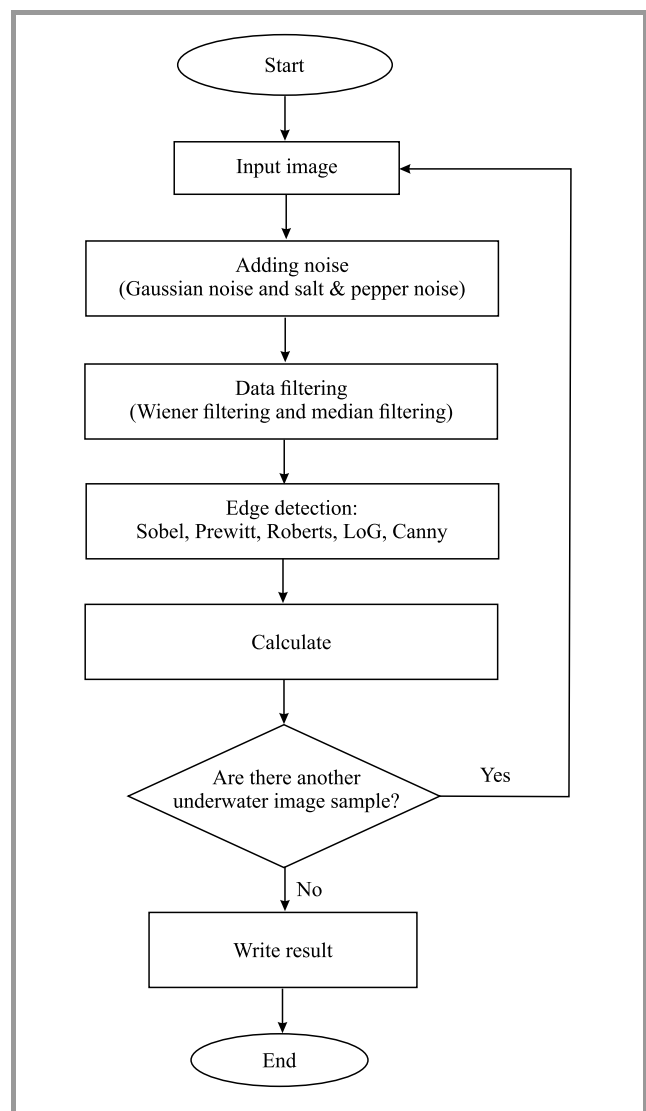 Start
Input image
Adding noise
(Gaussian noise and salt & pepper noise)
Data filtering
(Wiener filtering and median filtering)
Edge detection:
Sobel, Prewitt, Roberts, LoG, Canny
Calculate
Are there another
underwater image sample?
Yes
No
Write result
End